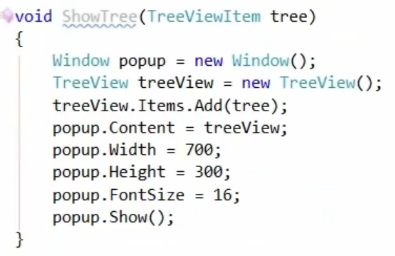 void ShowTree(TreeViewItem tree)
{
Window popup = new Window();
TreeView treeView = new TreeView();
treeView.Items.Add(tree);
popup.Content = treeView;
popup.Width = 700;
popup.Height = 300;
popup.FontSize = 16;
popup.Show();
}